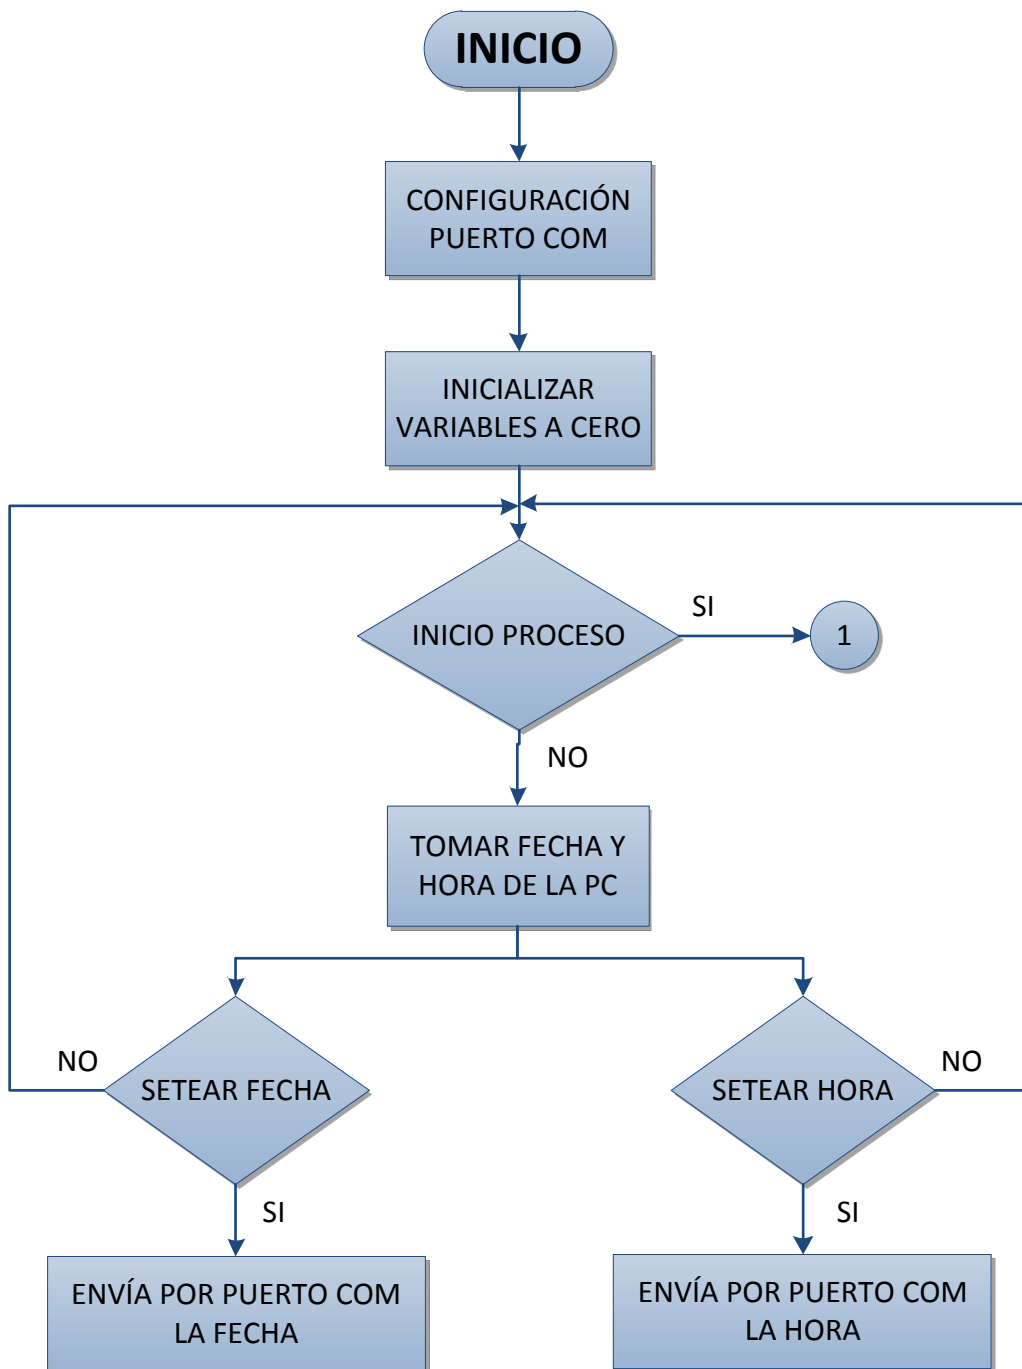 INICIO
CONFIGURACIÓN
PUERTO COM
INICIALIZAR
VARIABLES A CERO
INICIO PROCESO
SI
1
NO
TOMAR FECHA Y
HORA DE LA PC
NO
SETEAR FECHA
SETEAR HORA
NO
SI
SI
ENVÍA POR PUERTO COM
LA FECHA
ENVÍA POR PUERTO COM
LA HORA